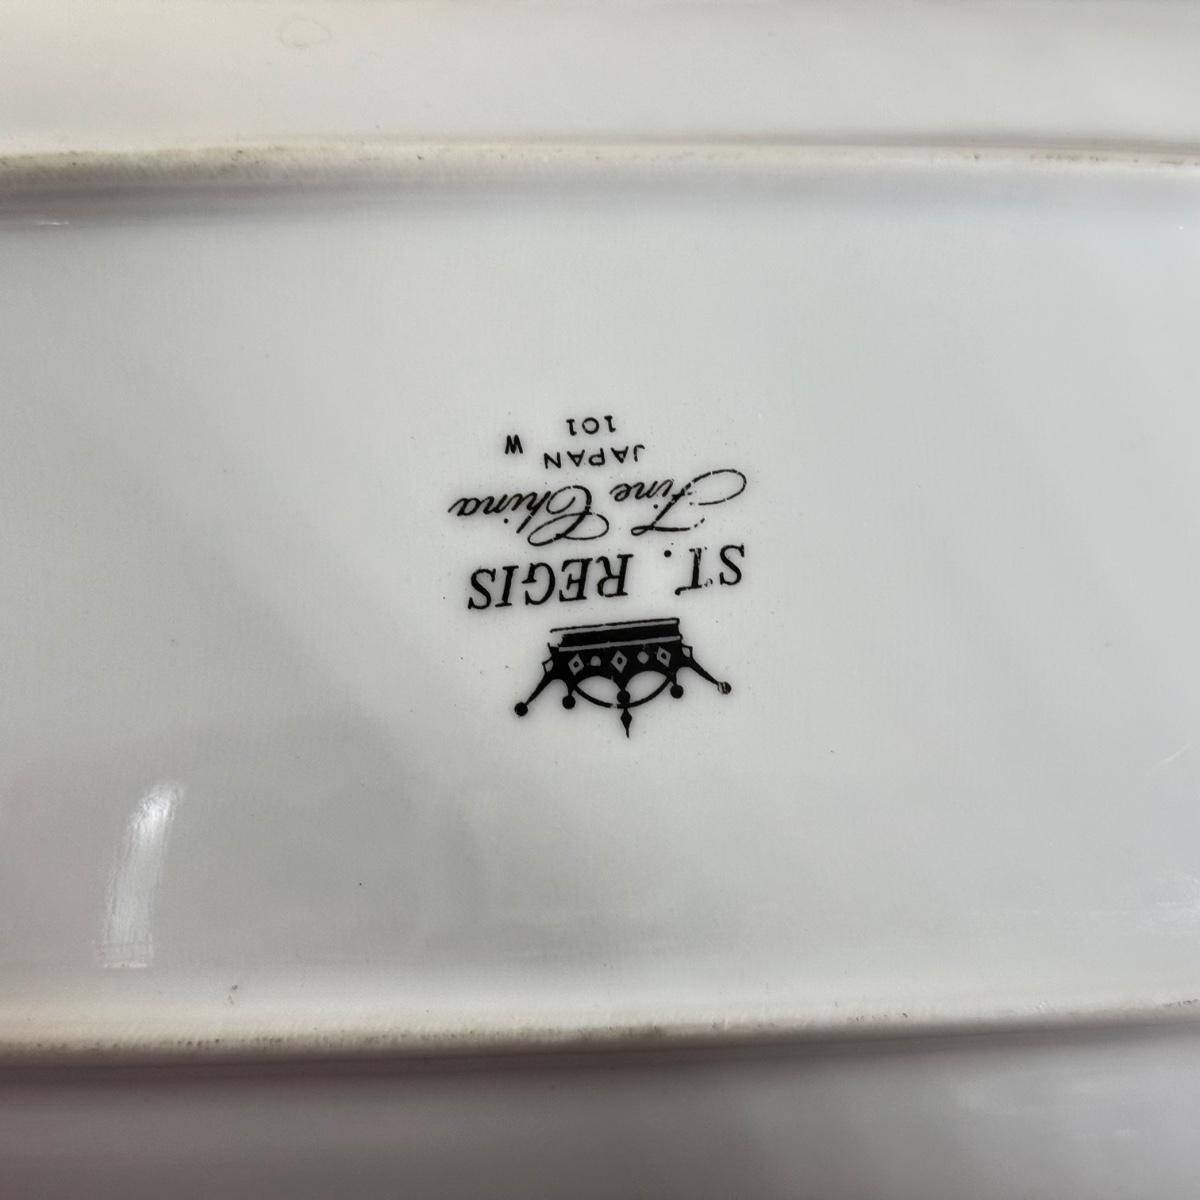 ST. REGIS
Fine China
JAPAN W
101